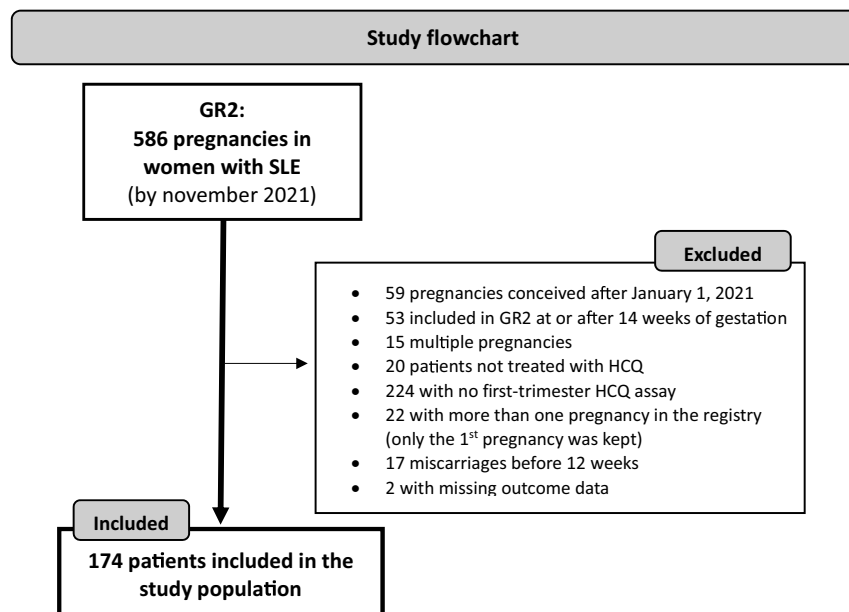 Study flowchart
GR2:
586 pregnancies in
women with SLE
(by november 2021)
Excluded
• 59 pregnancies conceived after January 1, 2021
• 53 included in GR2 at or after 14 weeks of gestation
• 15 multiple pregnancies
• 20 patients not treated with HCQ
• 224 with no first-trimester HCQ assay
• 22 with more than one pregnancy in the registry
(only the 1st pregnancy was kept)
• 17 miscarriages before 12 weeks
• 2 with missing outcome data
Included
174 patients included in the
study population